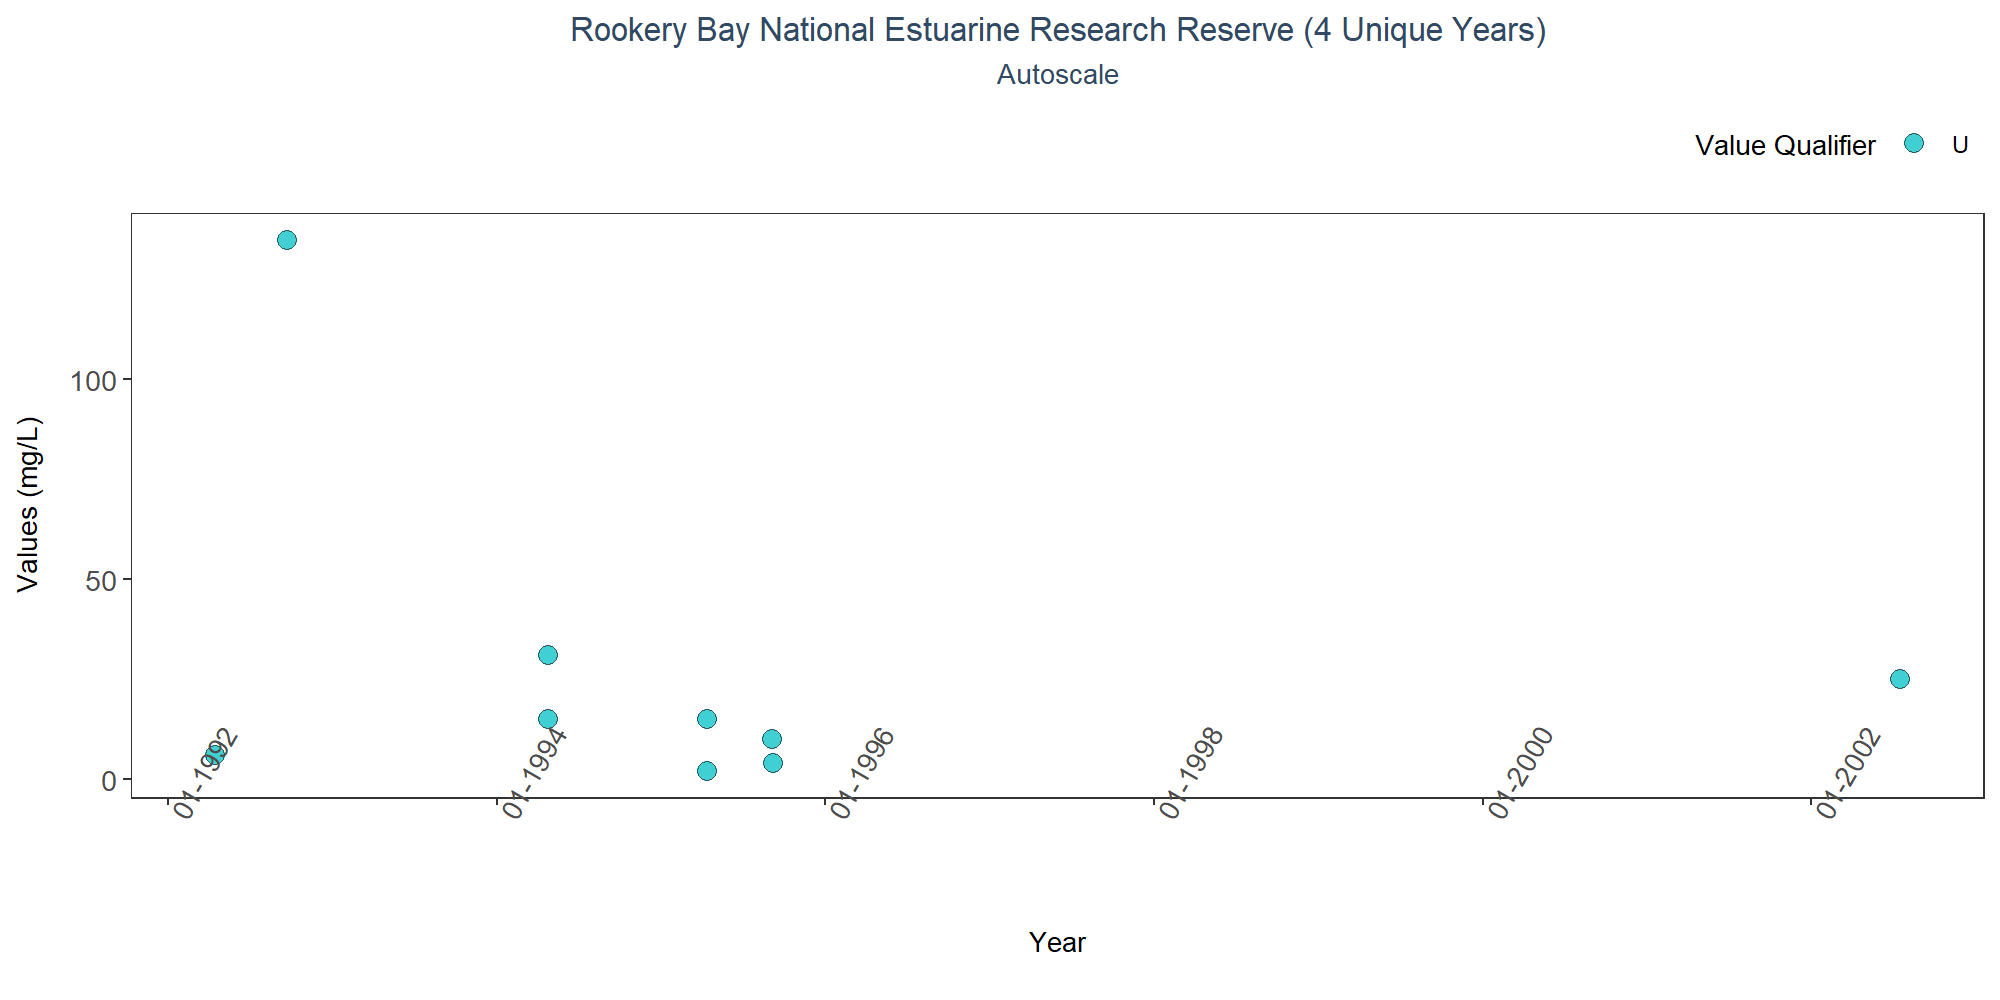 Rookery Bay National Estuarine Research Reserve (4 Unique Years)
Autoscale
Value Qualifier U
Values (mg/L)
100
50
0
01-1992 01-1994 01-1996 01-1998 01-2000 01-2002
Year